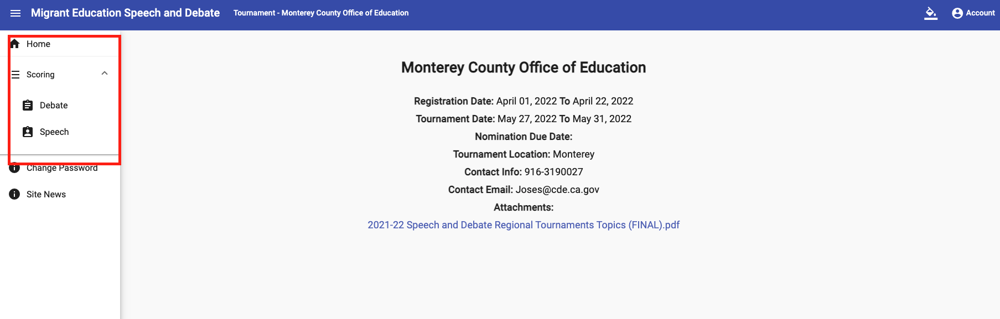 Migrant Education Speech and Debate
Tournament - Monterey County Office of Education
Account
Home
Scoring
Debate
Speech
Change Password
Site News
Monterey County Office of Education
Registration Date: April 01, 2022 To April 22, 2022
Tournament Date: May 27, 2022 To May 31, 2022
Nomination Due Date:
Tournament Location: Monterey
Contact Info: 916-3190027
Contact Email: Joses@cde.ca.gov
Attachments:
2021-22 Speech and Debate Regional Tournaments Topics (FINAL).pdf